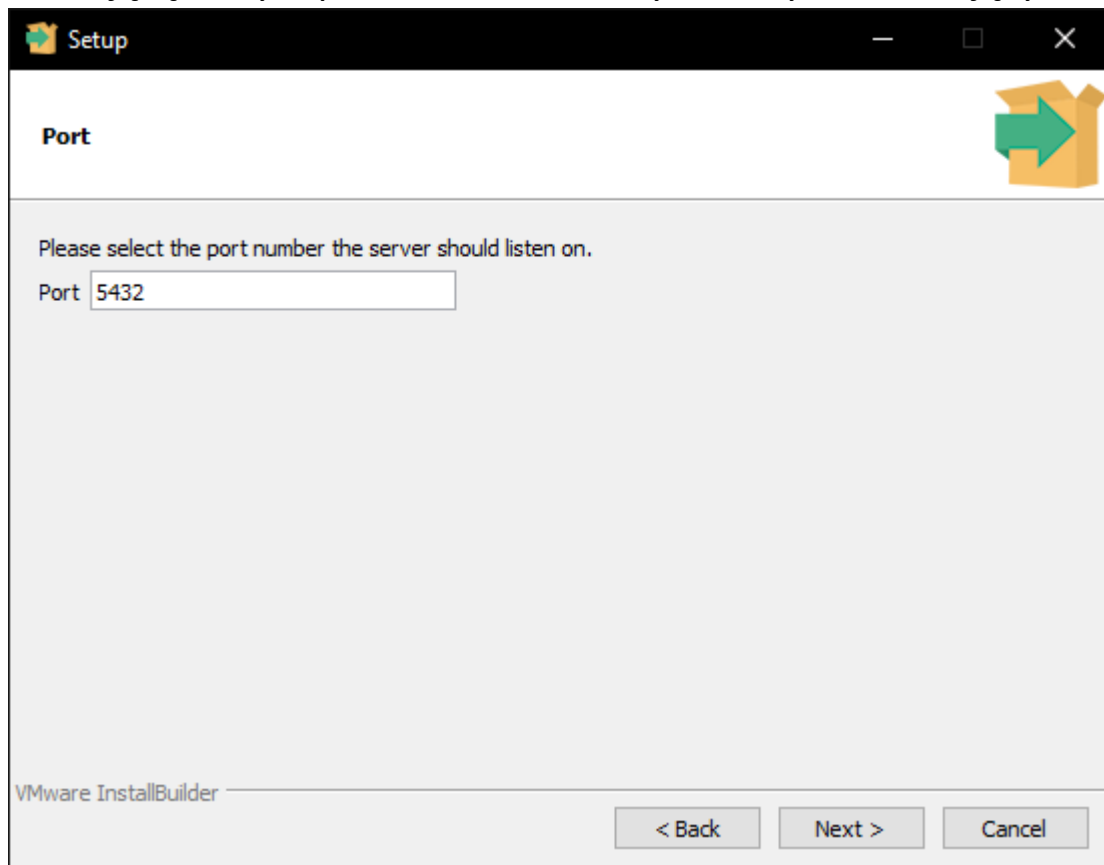 Setup
Port
Please select the port number the server should listen on.
Port 5432
VMware InstallBuilder
< Back Next > Cancel